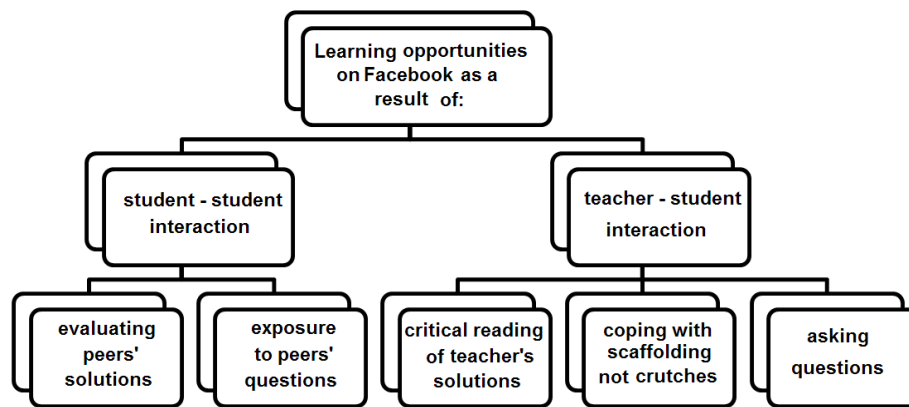 Learning opportunities
on Facebook as a
result of:
student - student
interaction
teacher - student
interaction
evaluating
peers'
solutions
exposure
to peers'
questions
critical reading
of teacher's
solutions
coping with
scaffolding
not crutches
asking
questions